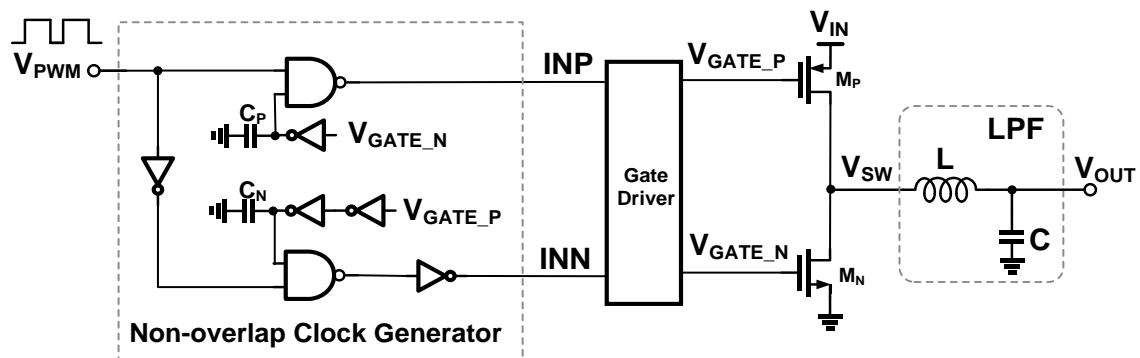 V_IN
V_PWM
INP
V_GATE_P
M_P
C_P
V_GATE_N
LPF
L
V_SW
V_OUT
Gate
Driver
C_N
V_GATE_P
C
V_GATE_N
INN
M_N
Non-overlap Clock Generator